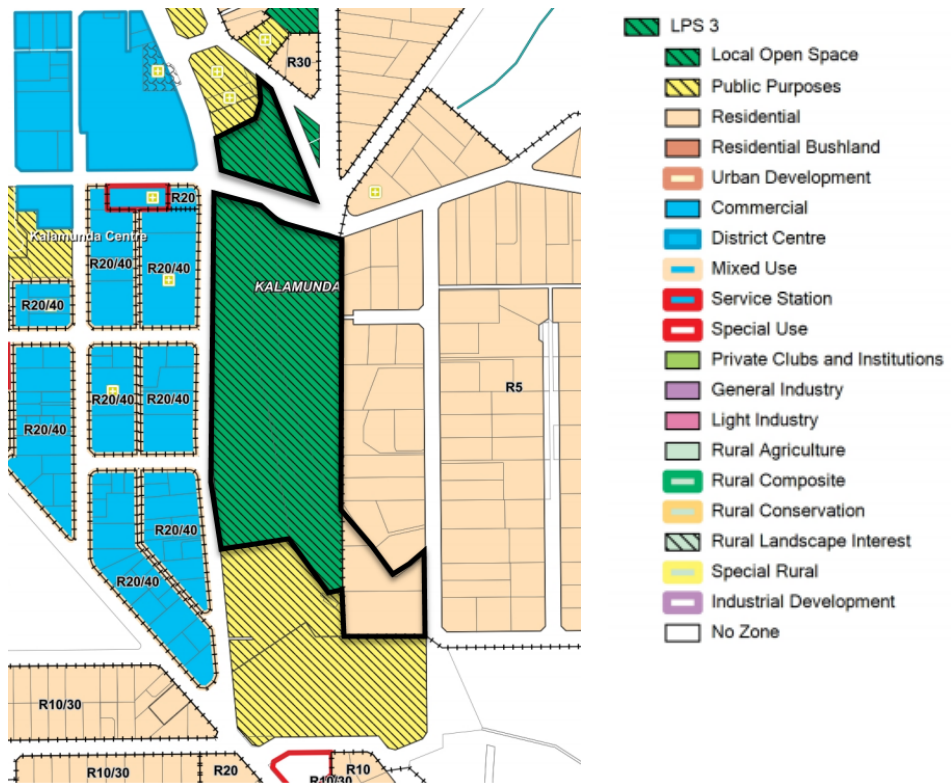 R30
R20
Kalamunda Centre
R20/40
R20/40
R20/40
KALAMUNDA
R20/40
R20/40
R20/40
R5
R20/40
R20/40
R10/30
R10/30
R20
R10/30
R10
LPS 3
Local Open Space
Public Purposes
Residential
Residential Bushland
Urban Development
Commercial
District Centre
Mixed Use
Service Station
Special Use
Private Clubs and Institutions
General Industry
Light Industry
Rural Agriculture
Rural Composite
Rural Conservation
Rural Landscape Interest
Special Rural
Industrial Development
No Zone